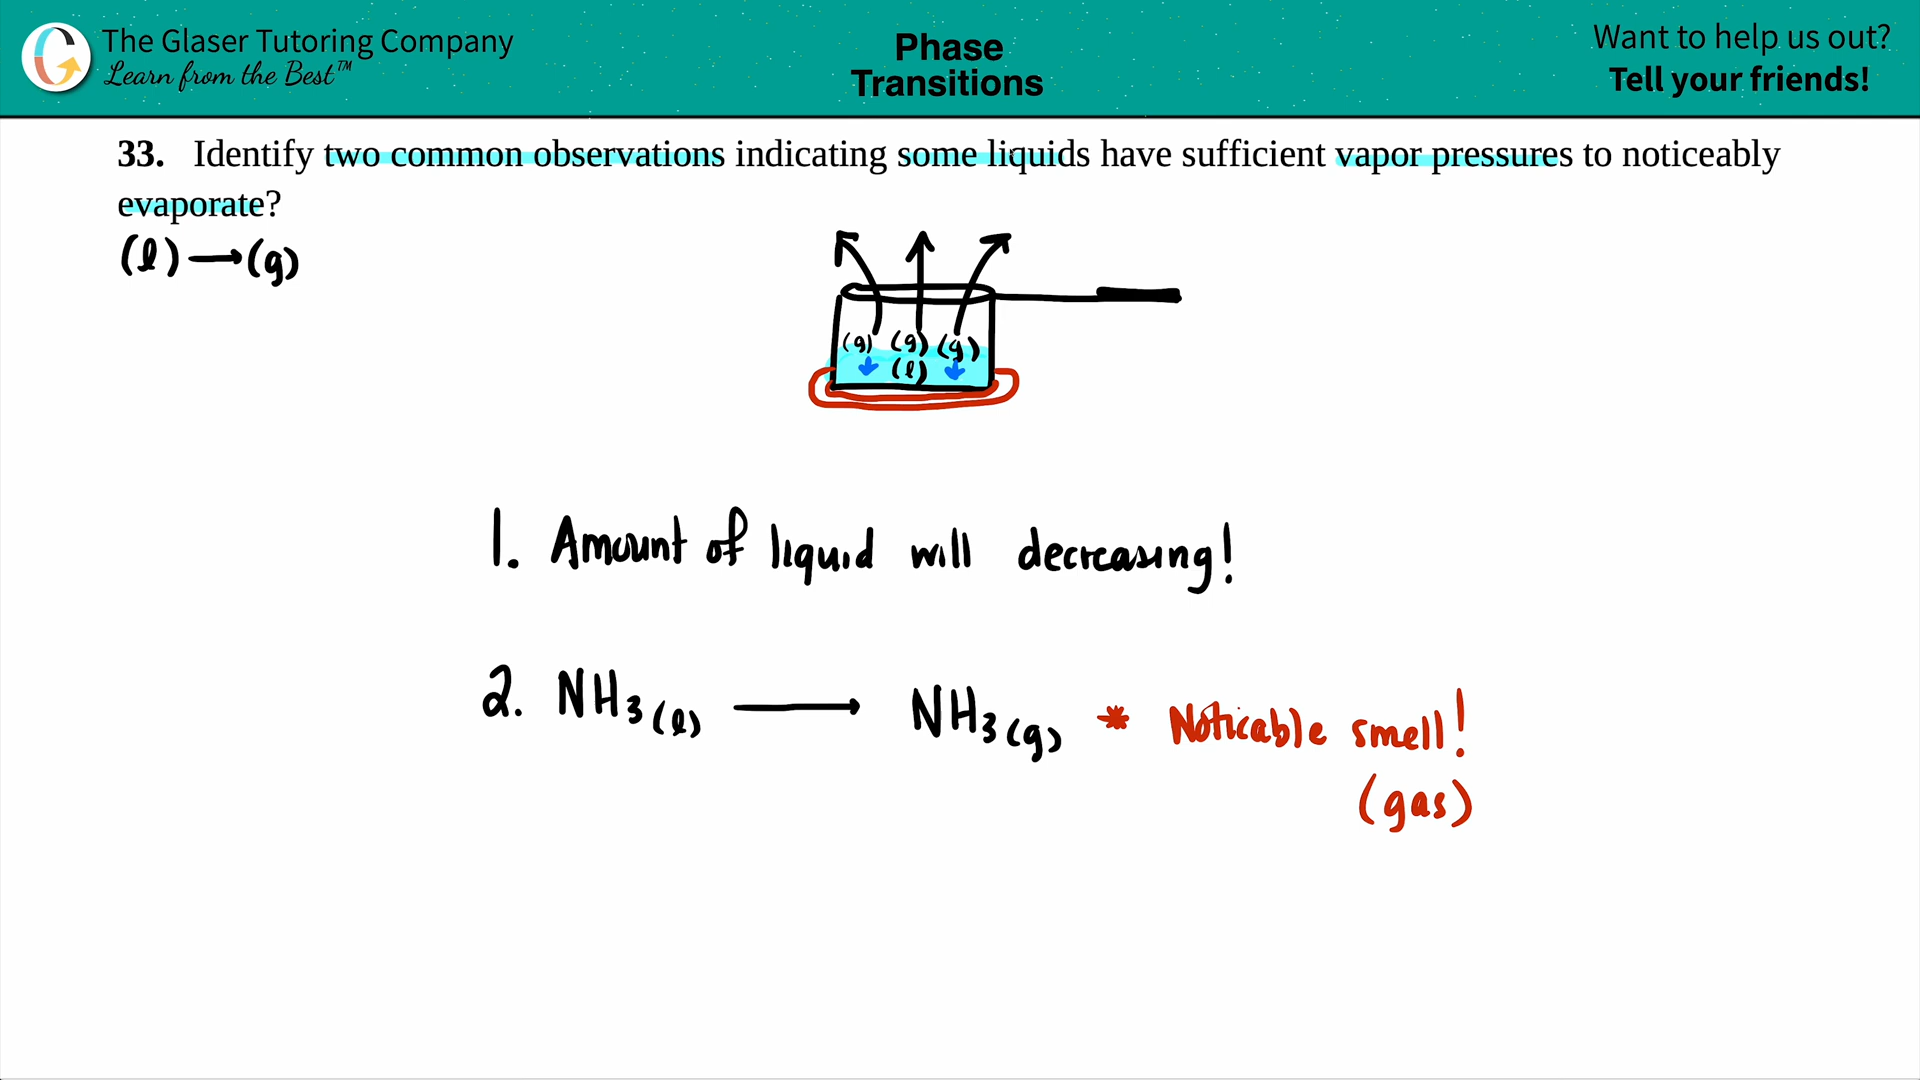 The Glaser Tutoring Company
Learn from the Best™
Phase
Transitions
Want to help us out?
Tell your friends!
33. Identify two common observations indicating some liquids have sufficient vapor pressures to noticeably
evaporate?
(l) → (g)
(g) (g) (g)
(l)
1. Amount of liquid will decreasing!
2. NH₃(l) → NH₃(g) * Noticable smell!
(gas)